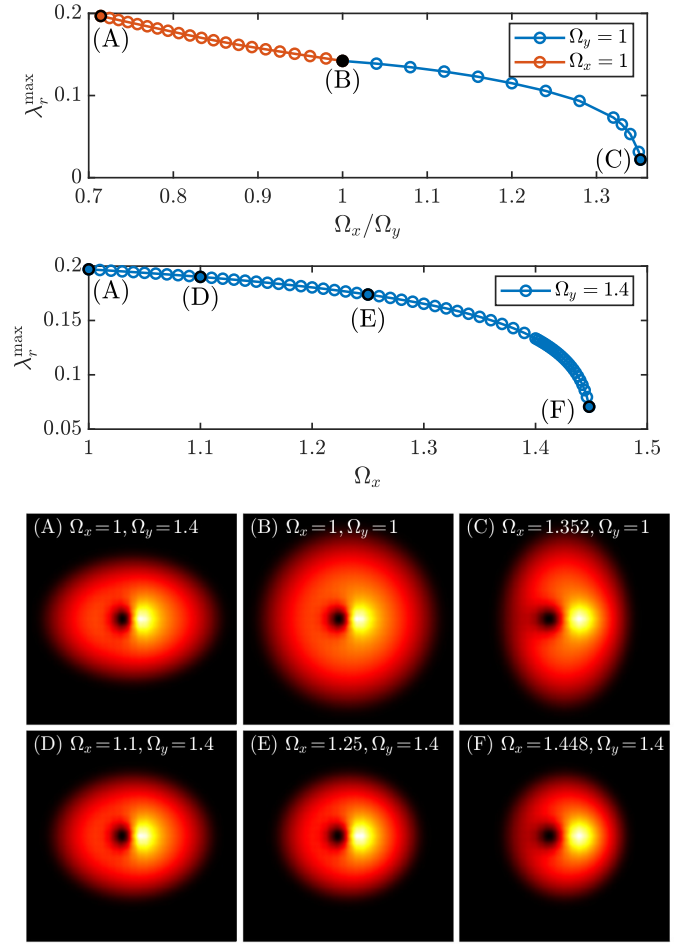 0.2
0.1
0
λ_r^max
(A)
(B)
(C)
Ω_y = 1
Ω_x = 1
0.7 0.8 0.9 1 1.1 1.2 1.3
Ω_x/Ω_y
0.2
0.15
0.1
0.05
λ_r^max
(A)
(D)
(E)
(F)
Ω_y = 1.4
1 1.1 1.2 1.3 1.4 1.5
Ω_x
(A) Ω_x=1, Ω_y=1.4
(B) Ω_x=1, Ω_y=1
(C) Ω_x=1.352, Ω_y=1
(D) Ω_x=1.1, Ω_y=1.4
(E) Ω_x=1.25, Ω_y=1.4
(F) Ω_x=1.448, Ω_y=1.4